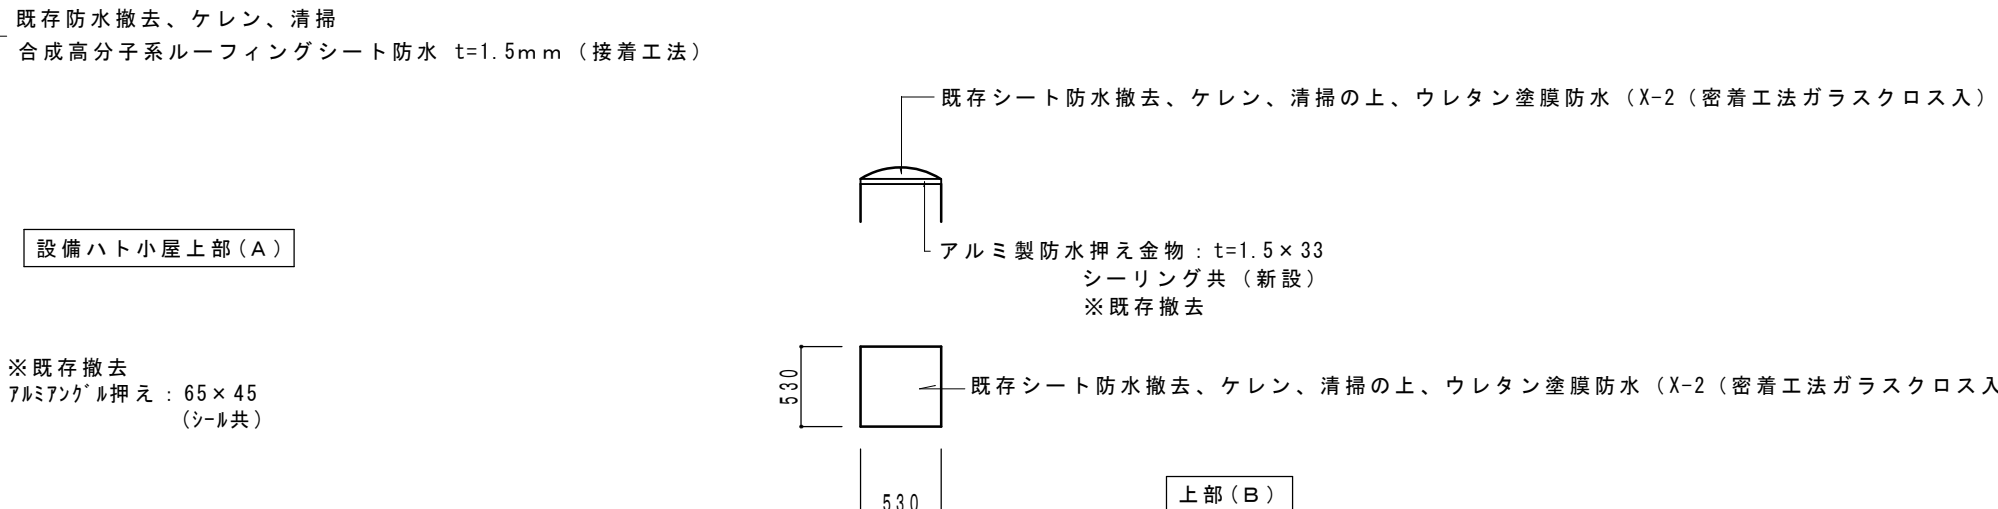 既存防水撤去、ケレン、清掃
合成高分子系ルーフィングシート防水 t=1.5mm（接着工法）
既存シート防水撤去、ケレン、清掃の上、ウレタン塗膜防水（X-2（密着工法ガラスクロス入）
設備ハト小屋上部(A)
アルミ製防水押え金物：t=1.5×33
シーリング共（新設）
※既存撤去
※既存撤去
ｱﾙﾐｱﾝｸﾞﾙ押え：65×45
(ｼｰﾙ共)
530
既存シート防水撤去、ケレン、清掃の上、ウレタン塗膜防水（X-2（密着工法ガラスクロス入
530
上部(B)